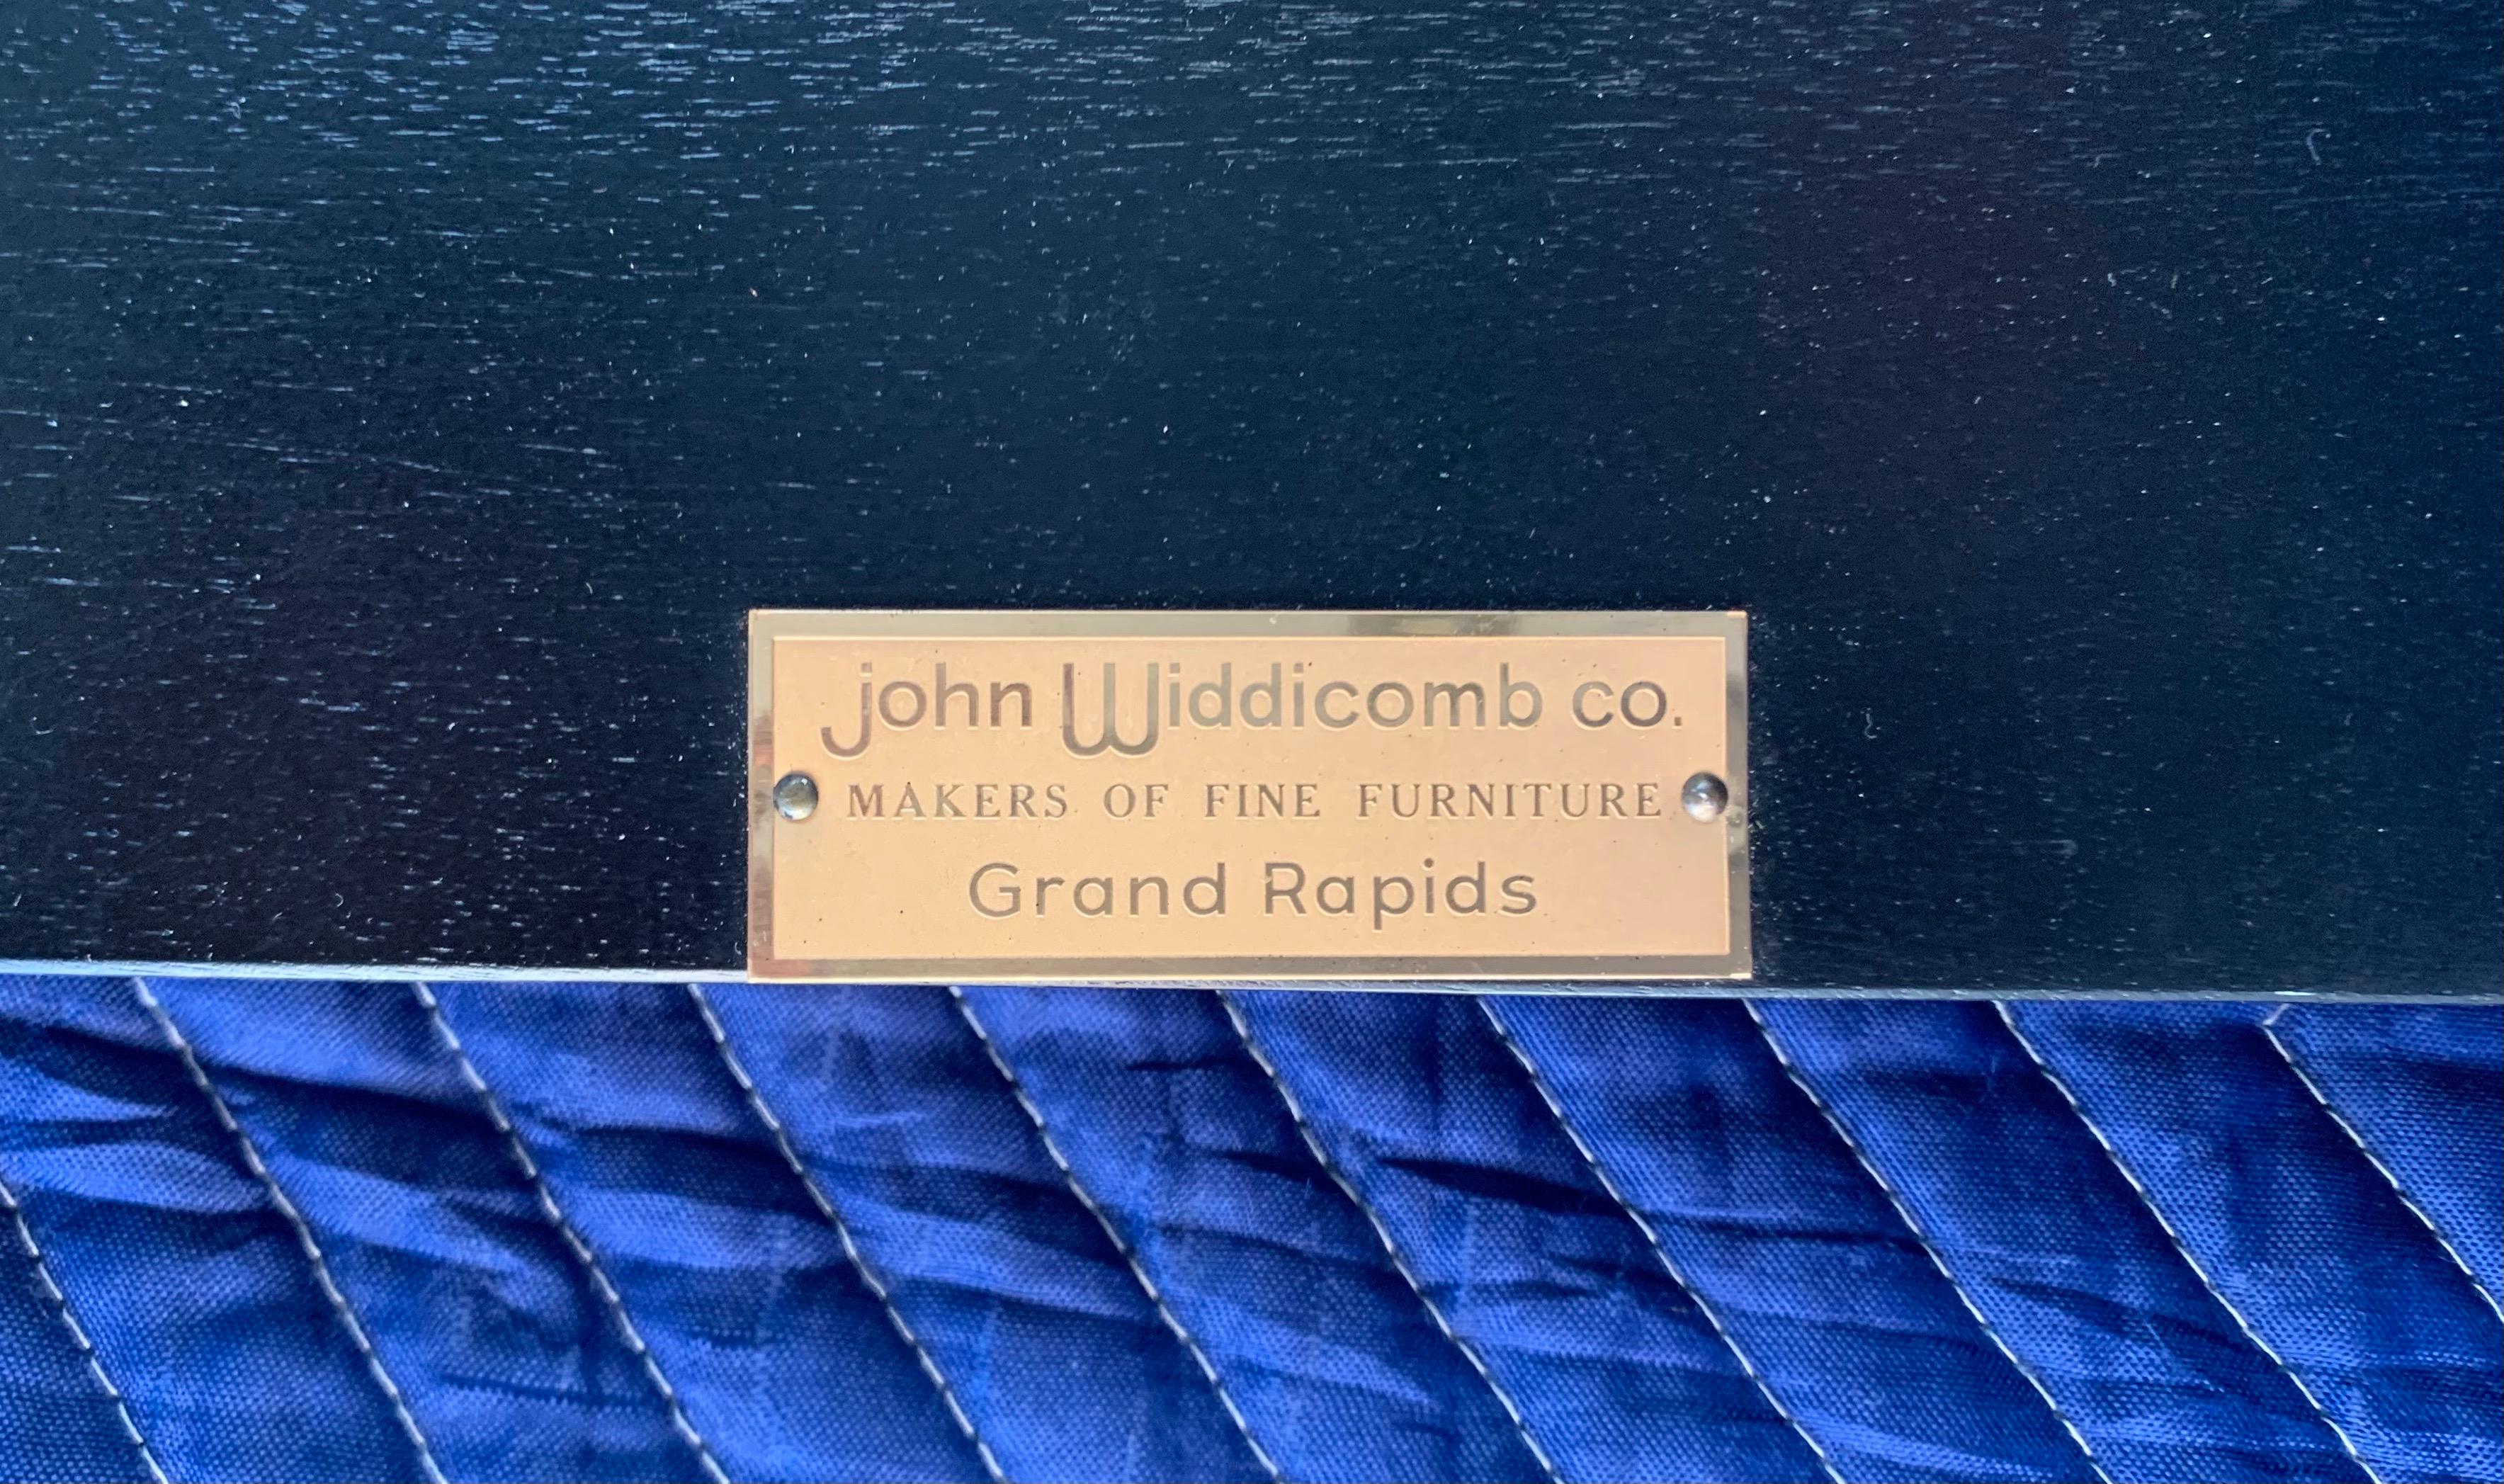 john Widdicomb co.
MAKERS OF FINE FURNITURE
Grand Rapids